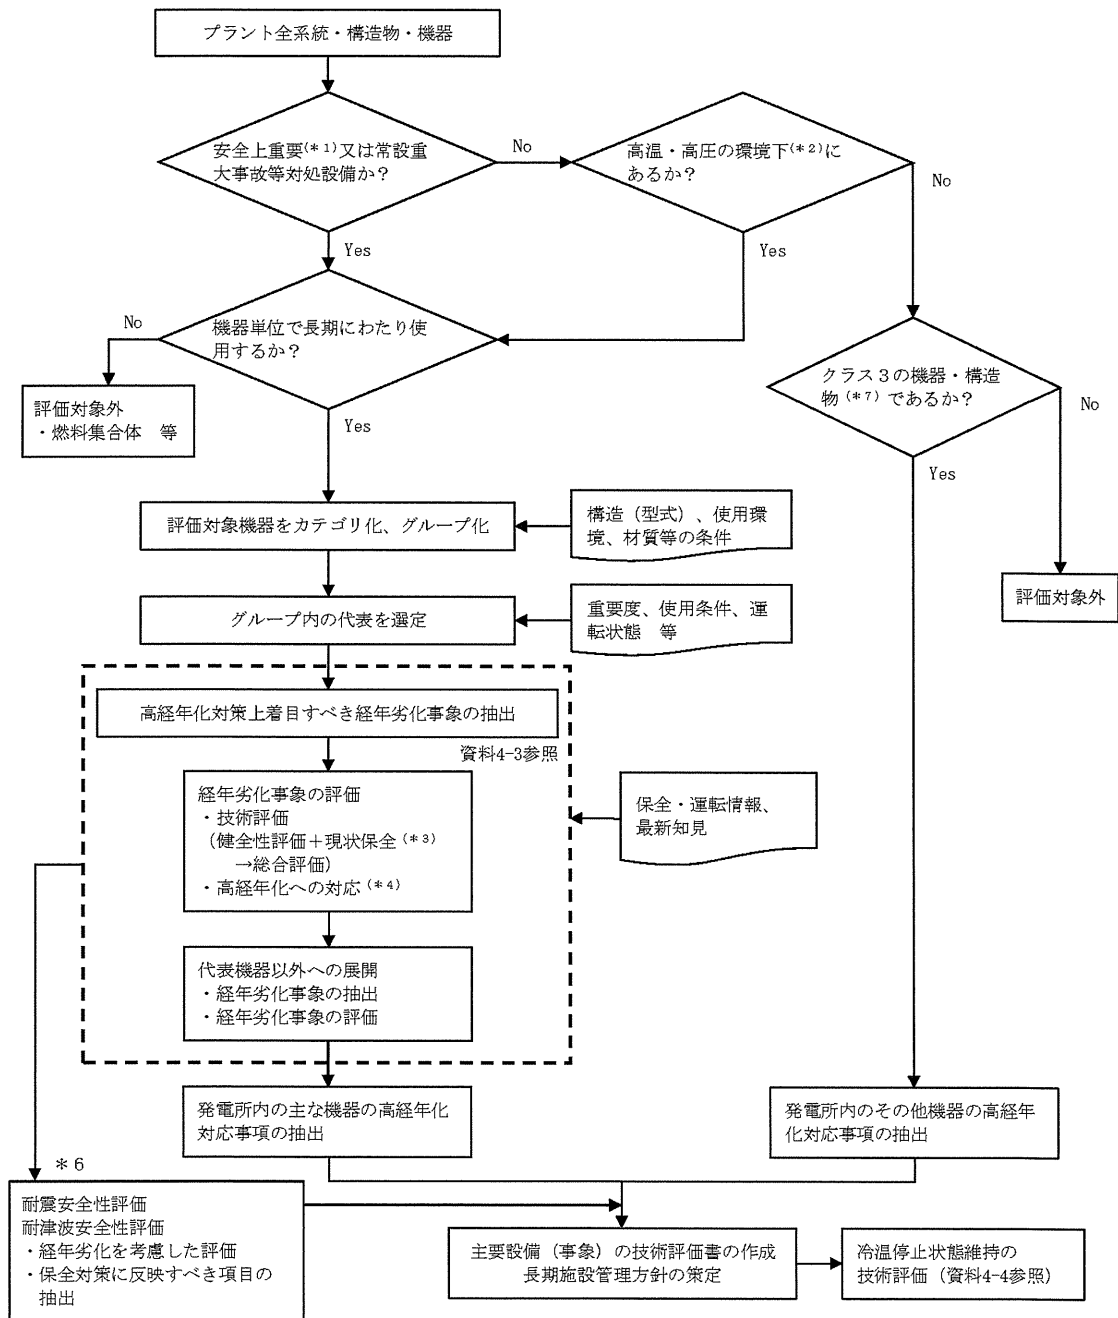 プラント全系統・構造物・機器
安全上重要(*1)又は常設重
大事故等対処設備か？
No
高温・高圧の環境下(*2)に
あるか？
No
Yes
Yes
機器単位で長期にわたり使
用するか？
No
評価対象外
・燃料集合体　等
Yes
クラス３の機器・構造
物(*7)であるか？
No
Yes
評価対象外
評価対象機器をカテゴリ化、グループ化
構造（型式）、使用環
境、材質等の条件
グループ内の代表を選定
重要度、使用条件、運
転状態　等
高経年化対策上着目すべき経年劣化事象の抽出
資料4-3参照
経年劣化事象の評価
・技術評価
（健全性評価＋現状保全(*3)
→総合評価）
・高経年化への対応(*4)
保全・運転情報、
最新知見
代表機器以外への展開
・経年劣化事象の抽出
・経年劣化事象の評価
発電所内の主な機器の高経年化
対応事項の抽出
発電所内のその他機器の高経年
化対応事項の抽出
＊6
耐震安全性評価
耐津波安全性評価
・経年劣化を考慮した評価
・保全対策に反映すべき項目の
抽出
主要設備（事象）の技術評価書の作成
長期施設管理方針の策定
冷温停止状態維持の
技術評価（資料4-4参照）